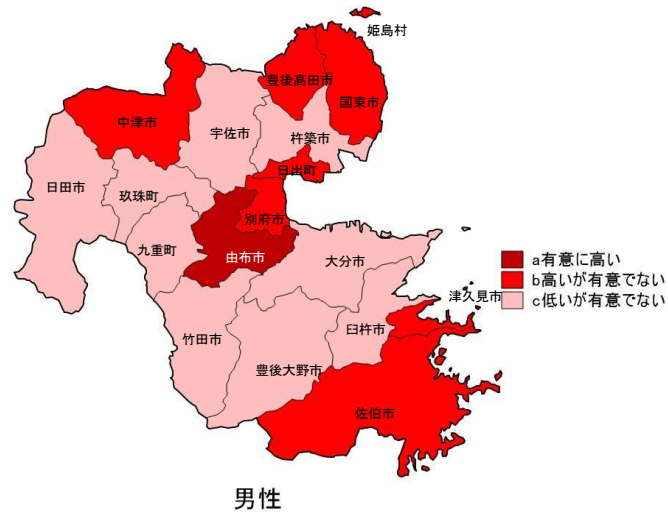 姫島村
豊後高田市
国東市
中津市
宇佐市
杵築市
日出町
日田市
玖珠町
別府市
九重町
由布市
大分市
a有意に高い
b高いが有意でない
c低いが有意でない
津久見市
竹田市
臼杵市
豊後大野市
佐伯市
男性